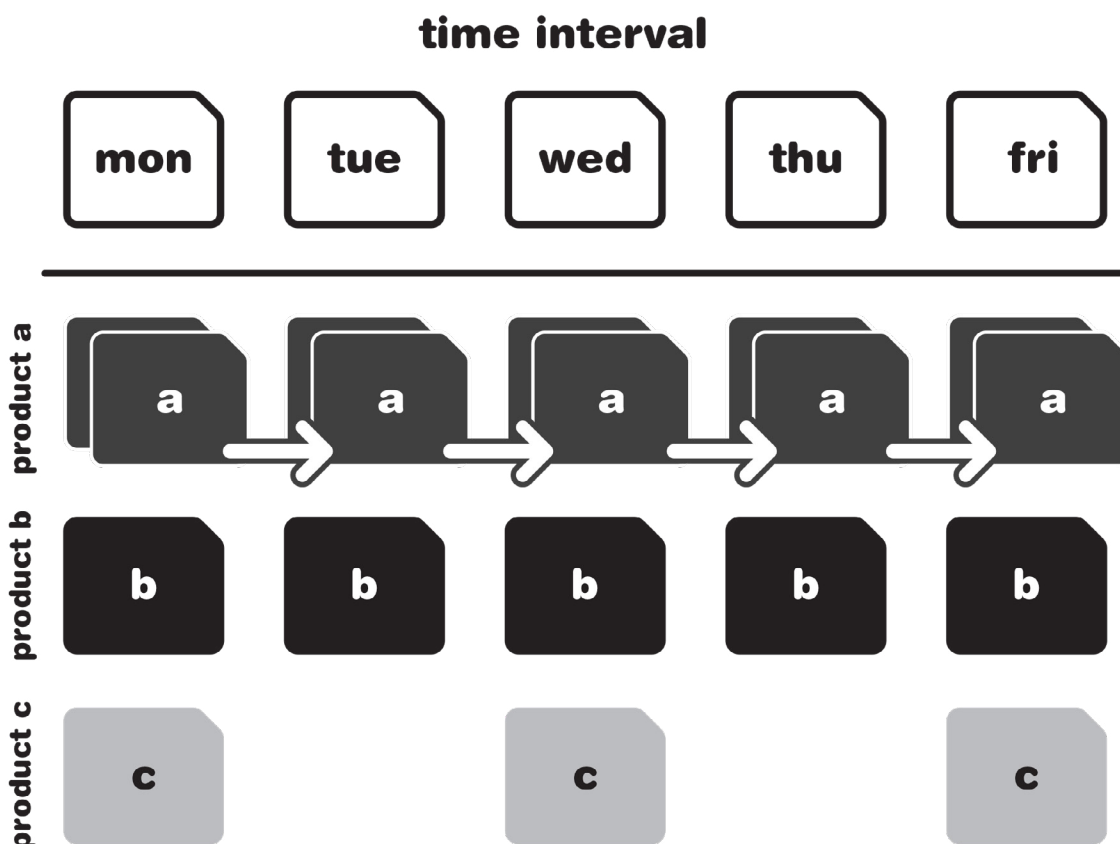 time interval
mon tue wed thu fri
product a
a a a a a
product b
b b b b b
product c
c c c